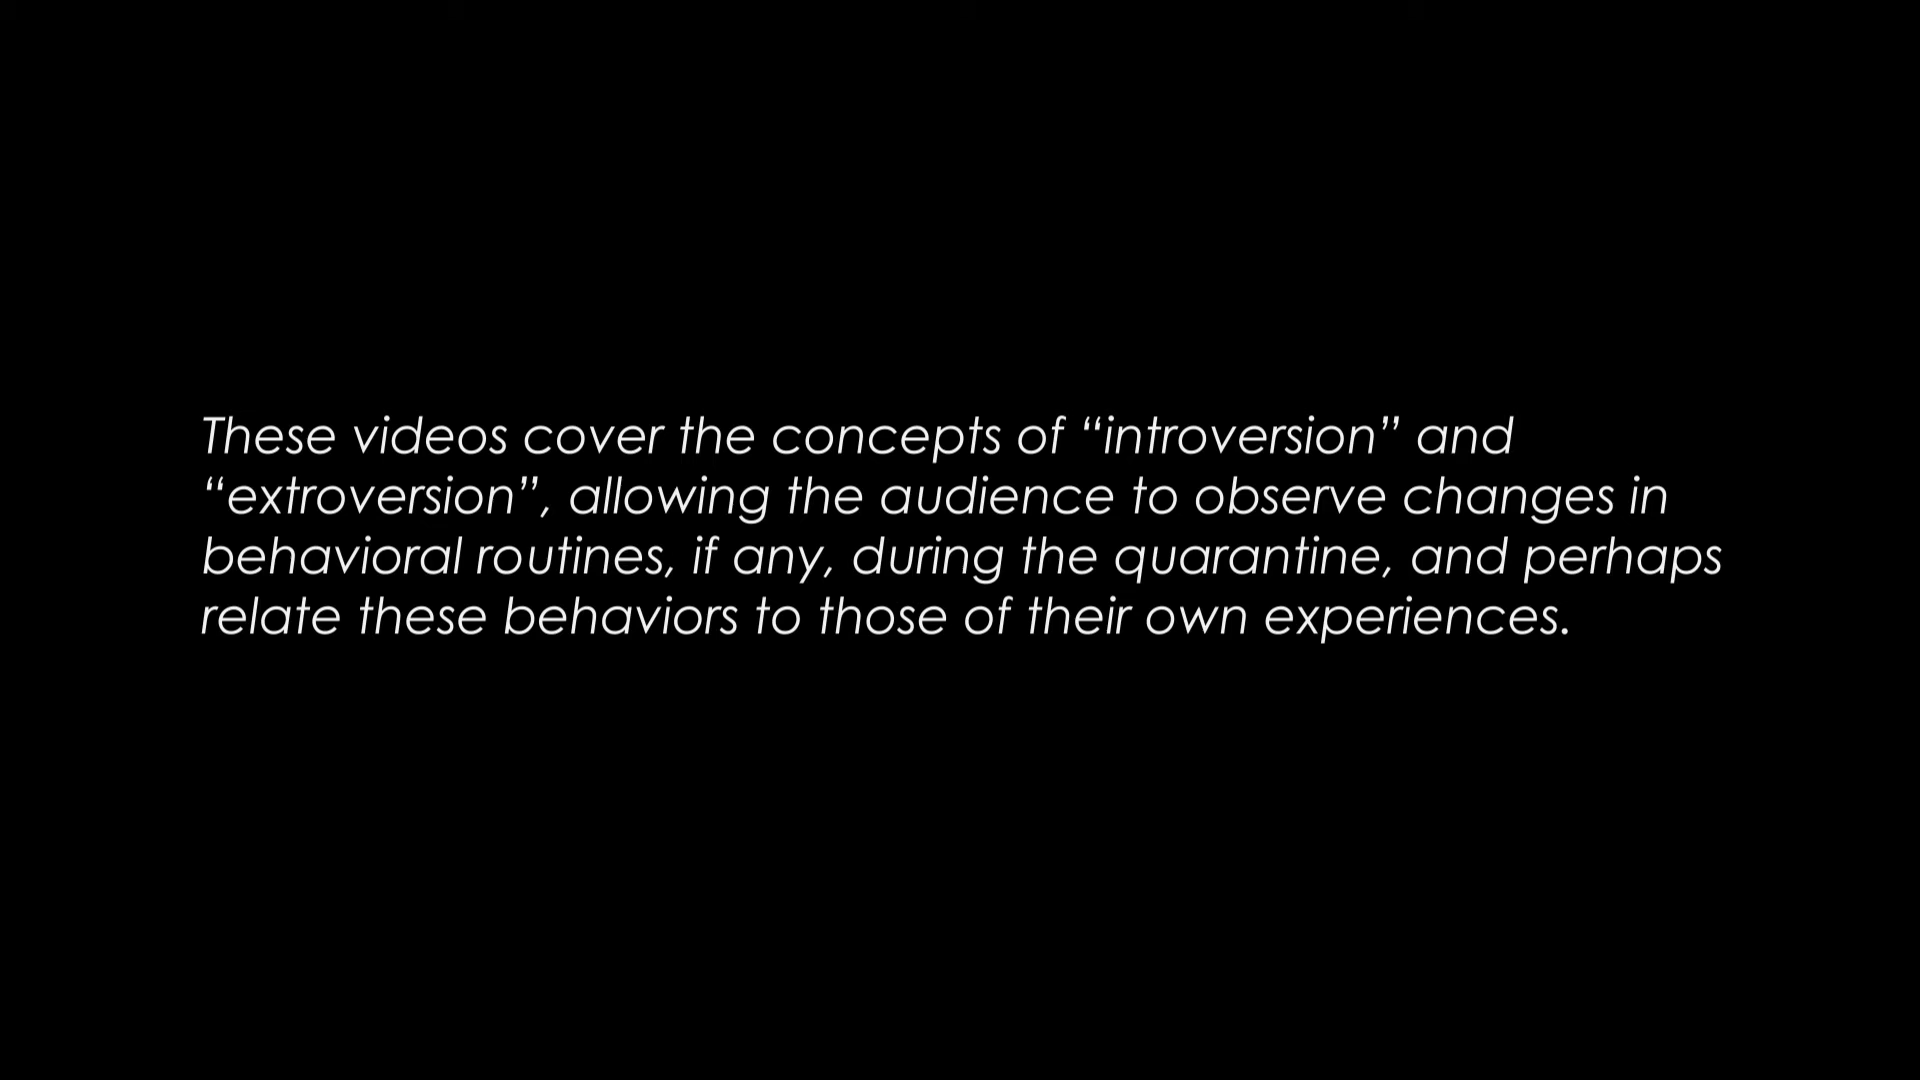 These videos cover the concepts of “introversion” and
“extroversion”, allowing the audience to observe changes in
behavioral routines, if any, during the quarantine, and perhaps
relate these behaviors to those of their own experiences.